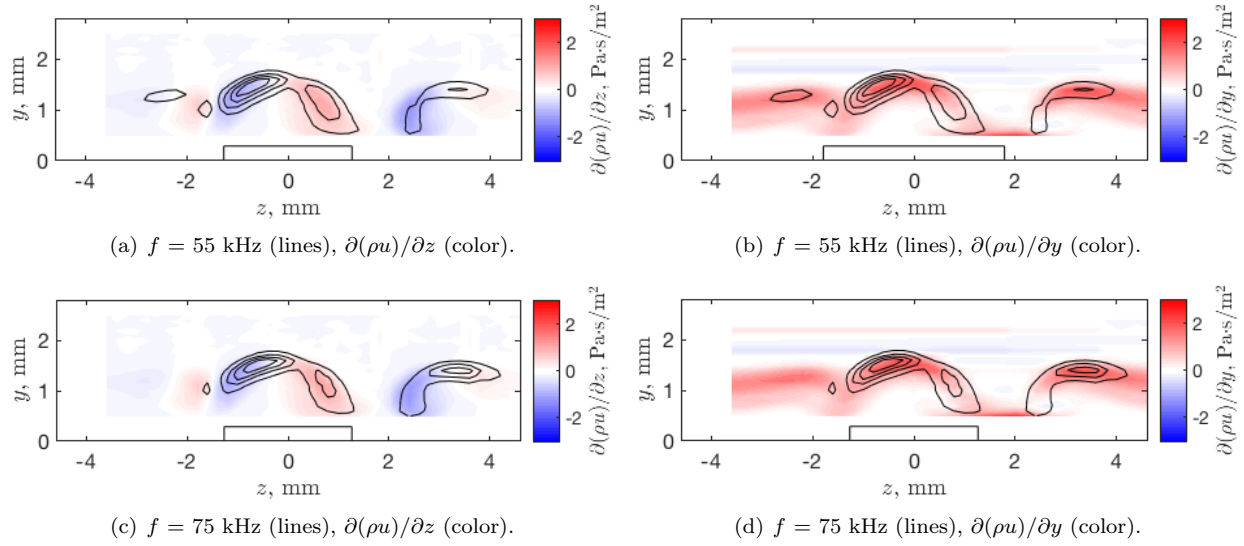 2
1
0
y, mm
-4
-2
0
2
4
z, mm
2
0
-2
∂(ρu)/∂z, Pa·s/m²
(a) f = 55 kHz (lines), ∂(ρu)/∂z (color).
2
1
0
y, mm
-4
-2
0
2
4
z, mm
2
0
-2
∂(ρu)/∂y, Pa·s/m²
(b) f = 55 kHz (lines), ∂(ρu)/∂y (color).
2
1
0
y, mm
-4
-2
0
2
4
z, mm
2
0
-2
∂(ρu)/∂z, Pa·s/m²
(c) f = 75 kHz (lines), ∂(ρu)/∂z (color).
2
1
0
y, mm
-4
-2
0
2
4
z, mm
2
0
-2
∂(ρu)/∂y, Pa·s/m²
(d) f = 75 kHz (lines), ∂(ρu)/∂y (color).